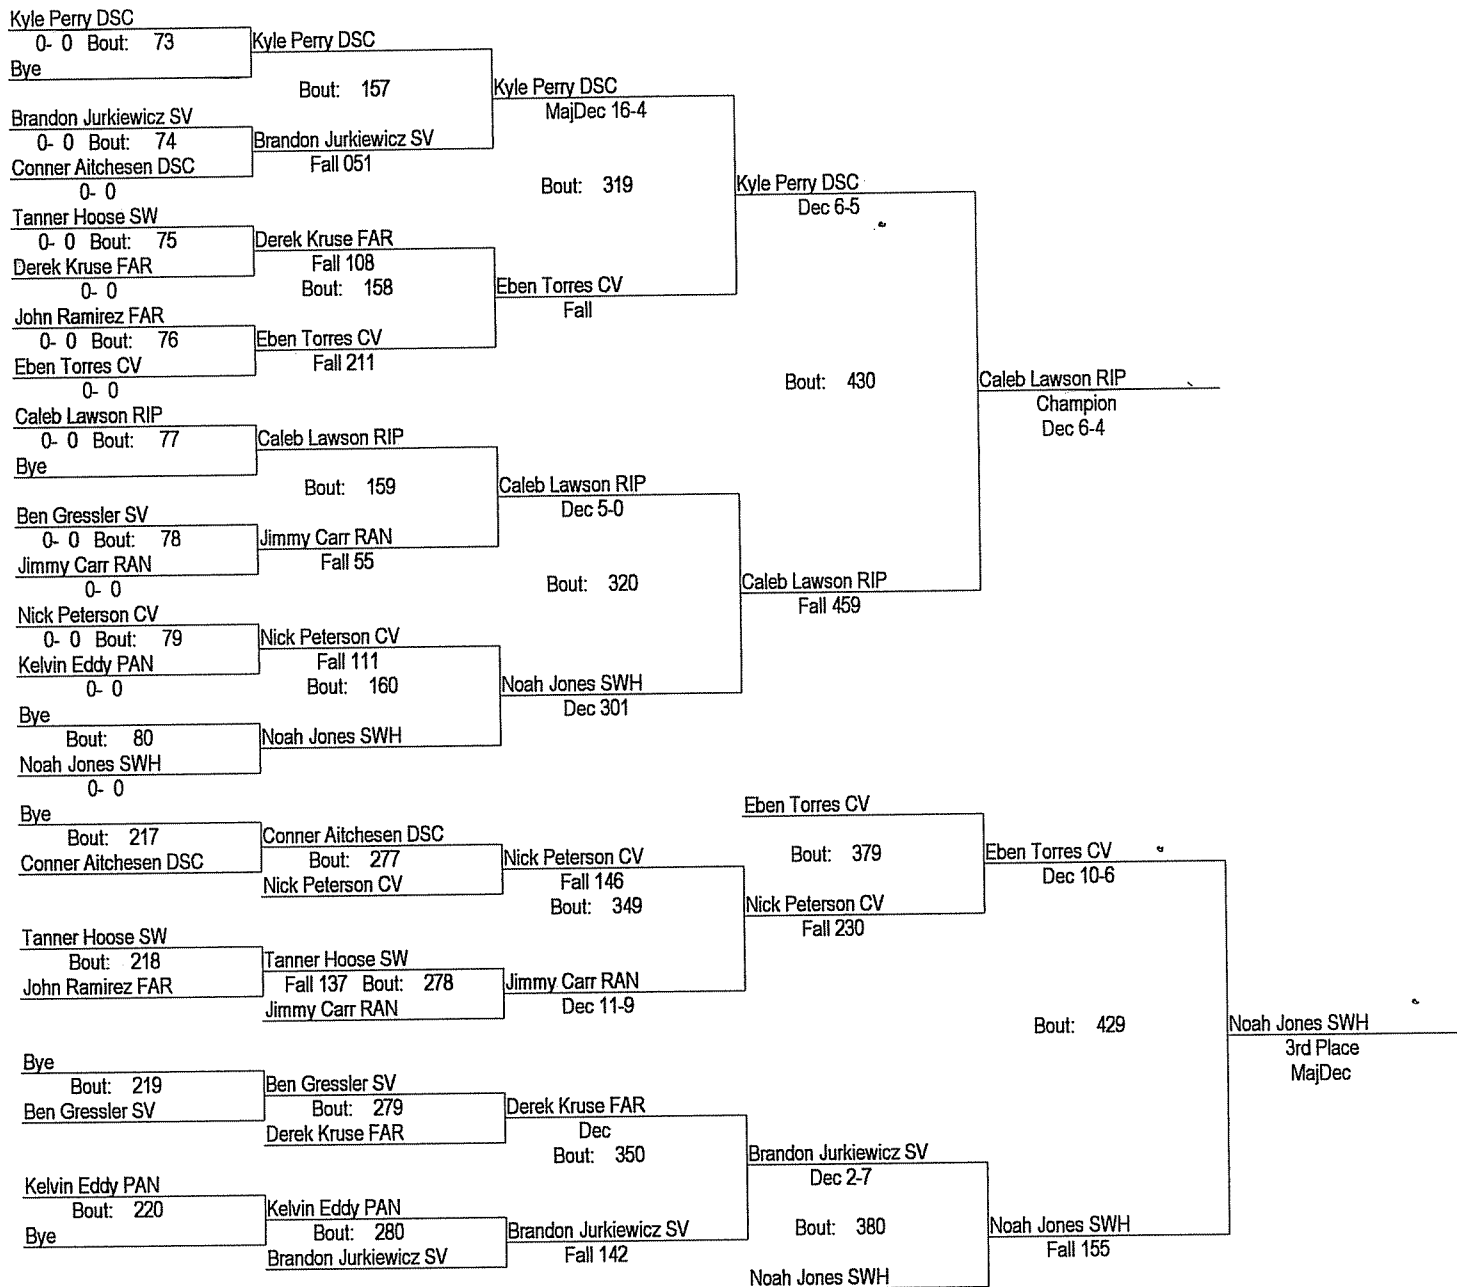 Kyle Perry DSC
0- 0 Bout: 73
Bye
Kyle Perry DSC
Bout: 157
Brandon Jurkiewicz SV
0- 0 Bout: 74
Conner Aitchesen DSC
0- 0
Brandon Jurkiewicz SV
Fall 051
Kyle Perry DSC
MajDec 16-4
Bout: 319
Tanner Hoose SW
0- 0 Bout: 75
Derek Kruse FAR
0- 0
Derek Kruse FAR
Fall 108
Bout: 158
John Ramirez FAR
0- 0 Bout: 76
Eben Torres CV
0- 0
Eben Torres CV
Fall 211
Eben Torres CV
Fall
Kyle Perry DSC
Dec 6-5
Bout: 430
Caleb Lawson RIP
Champion
Dec 6-4
Caleb Lawson RIP
0- 0 Bout: 77
Bye
Caleb Lawson RIP
Bout: 159
Ben Gressler SV
0- 0 Bout: 78
Jimmy Carr RAN
0- 0
Jimmy Carr RAN
Fall 55
Caleb Lawson RIP
Dec 5-0
Bout: 320
Caleb Lawson RIP
Fall 459
Nick Peterson CV
0- 0 Bout: 79
Kelvin Eddy PAN
0- 0
Nick Peterson CV
Fall 111
Bout: 160
Bye
Bout: 80
Noah Jones SWH
0- 0
Noah Jones SWH
Noah Jones SWH
Dec 301
Bye
Bout: 217
Conner Aitchesen DSC
Conner Aitchesen DSC
Bout: 277
Nick Peterson CV
Nick Peterson CV
Fall 146
Bout: 349
Tanner Hoose SW
Bout: 218
John Ramirez FAR
Tanner Hoose SW
Fall 137 Bout: 278
Jimmy Carr RAN
Jimmy Carr RAN
Dec 11-9
Eben Torres CV
Bout: 379
Nick Peterson CV
Fall 230
Eben Torres CV
Dec 10-6
Bout: 429
Noah Jones SWH
3rd Place
MajDec
Bye
Bout: 219
Ben Gressler SV
Ben Gressler SV
Bout: 279
Derek Kruse FAR
Derek Kruse FAR
Dec
Bout: 350
Kelvin Eddy PAN
Bout: 220
Bye
Kelvin Eddy PAN
Bout: 280
Brandon Jurkiewicz SV
Brandon Jurkiewicz SV
Fall 142
Brandon Jurkiewicz SV
Dec 2-7
Bout: 380
Noah Jones SWH
Noah Jones SWH
Fall 155